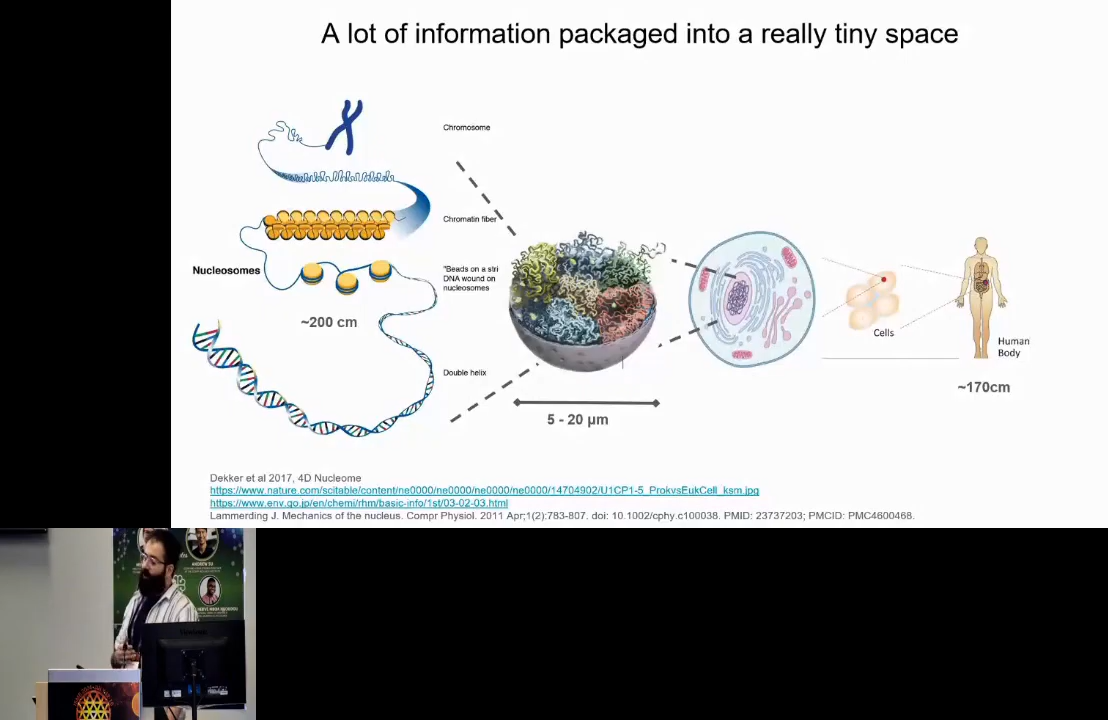 A lot of information packaged into a really tiny space
Chromosome
Chromatin fiber
Nucleosomes
"Beads on a stri
DNA wound on
nucleosomes
~200 cm
Double helix
5 - 20 µm
Cells
Human
Body
~170cm
Dekker et al 2017, 4D Nucleome
https://www.nature.com/scitable/content/ne0000/ne0000/ne0000/ne0000/14704902/U1CP1-5_ProkvsEukCell_ksm.jpg
https://www.env.go.jp/en/chemi/rhm/basic-info/1st/03-02-03.html
Lammerding J. Mechanics of the nucleus. Compr Physiol. 2011 Apr;1(2):783-807. doi: 10.1002/cphy.c100038. PMID: 23737203; PMCID: PMC4600468.
ANDREW SU